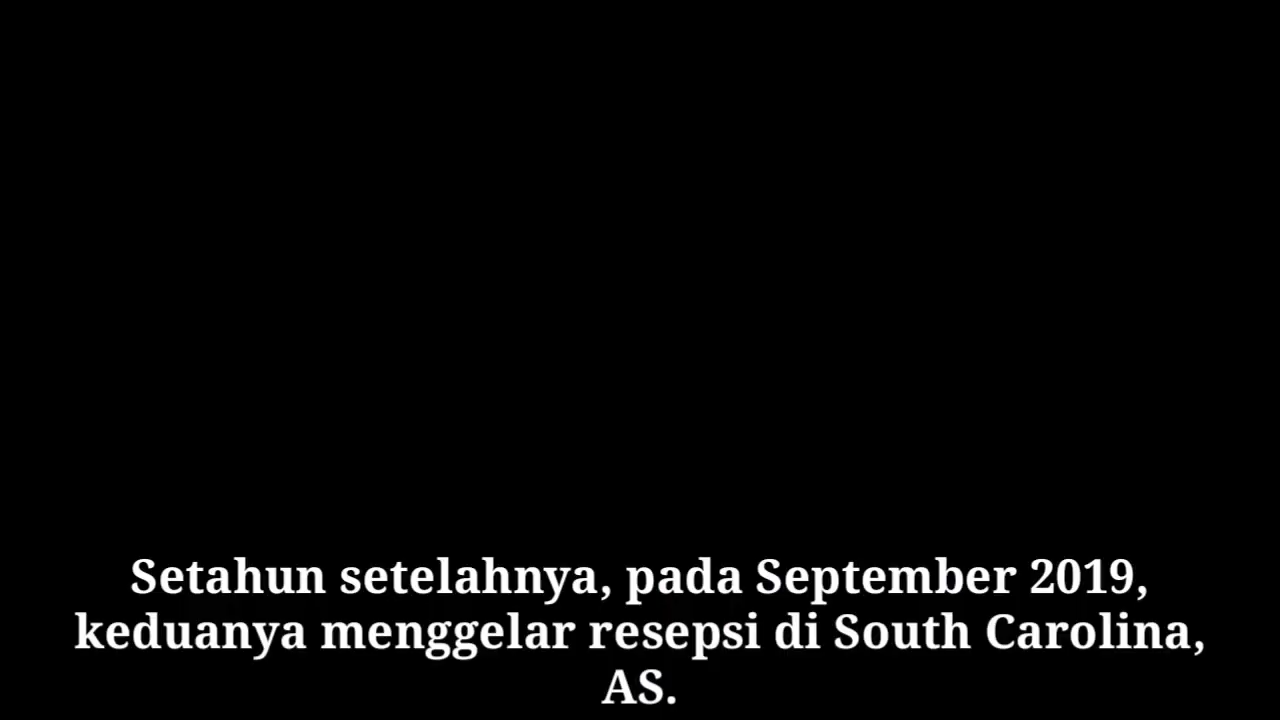 Setahun setelahnya, pada September 2019,
keduanya menggelar resepsi di South Carolina,
AS.